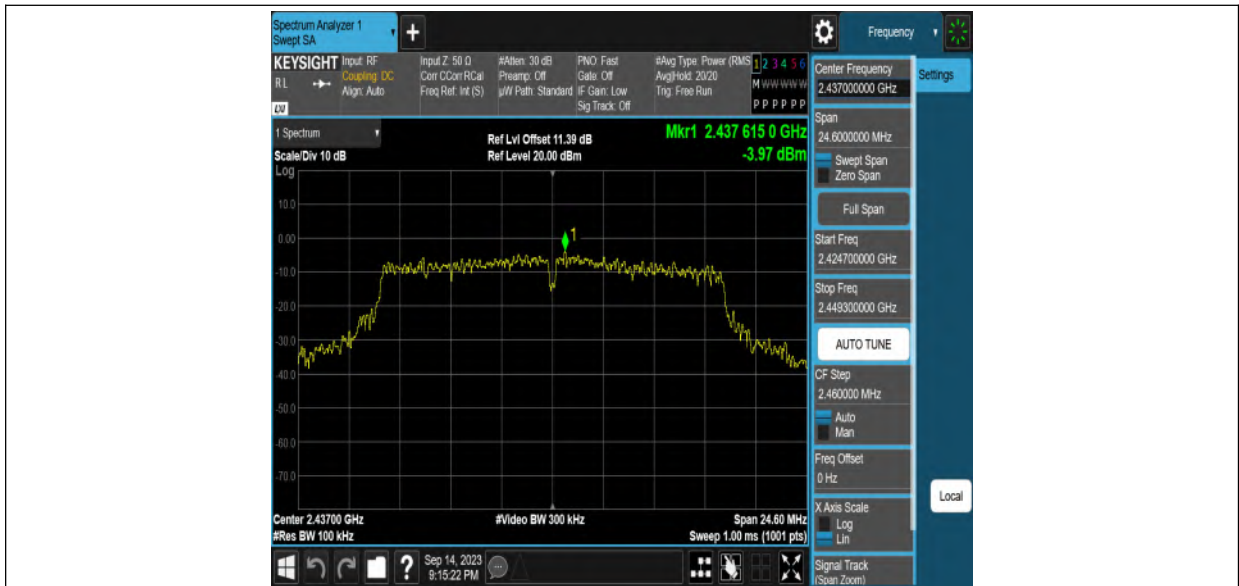 Spectrum Analyzer 1
Swept SA
+
Frequency
KEYSIGHT
RL
LXI
Input: RF
Coupling: DC
Align: Auto
Input Z: 50 Ω
Corr CCorr RCal
Freq Ref: Int (S)
#Atten: 30 dB
Preamp: Off
µW Path: Standard
PNO: Fast
Gate: Off
IF Gain: Low
Sig Track: Off
#Avg Type: Power (RMS
Avg|Hold: 20/20
Trig: Free Run
1 2 3 4 5 6
M W W W W W
P P P P P P
Center Frequency
2.437000000 GHz
Settings
1 Spectrum
Scale/Div 10 dB
Log
Ref Lvl Offset 11.39 dB
Ref Level 20.00 dBm
Mkr1 2.437 615 0 GHz
-3.97 dBm
Span
24.6000000 MHz
Swept Span
Zero Span
Full Span
Start Freq
2.424700000 GHz
Stop Freq
2.449300000 GHz
AUTO TUNE
CF Step
2.460000 MHz
Auto
Man
Freq Offset
0 Hz
X Axis Scale
Log
Lin
Signal Track
(Span Zoom)
Local
10.0
0.00
-10.0
-20.0
-30.0
-40.0
-50.0
-60.0
-70.0
1
Center 2.43700 GHz
#Res BW 100 kHz
#Video BW 300 kHz
Span 24.60 MHz
Sweep 1.00 ms (1001 pts)
?
Sep 14, 2023
9:15:22 PM